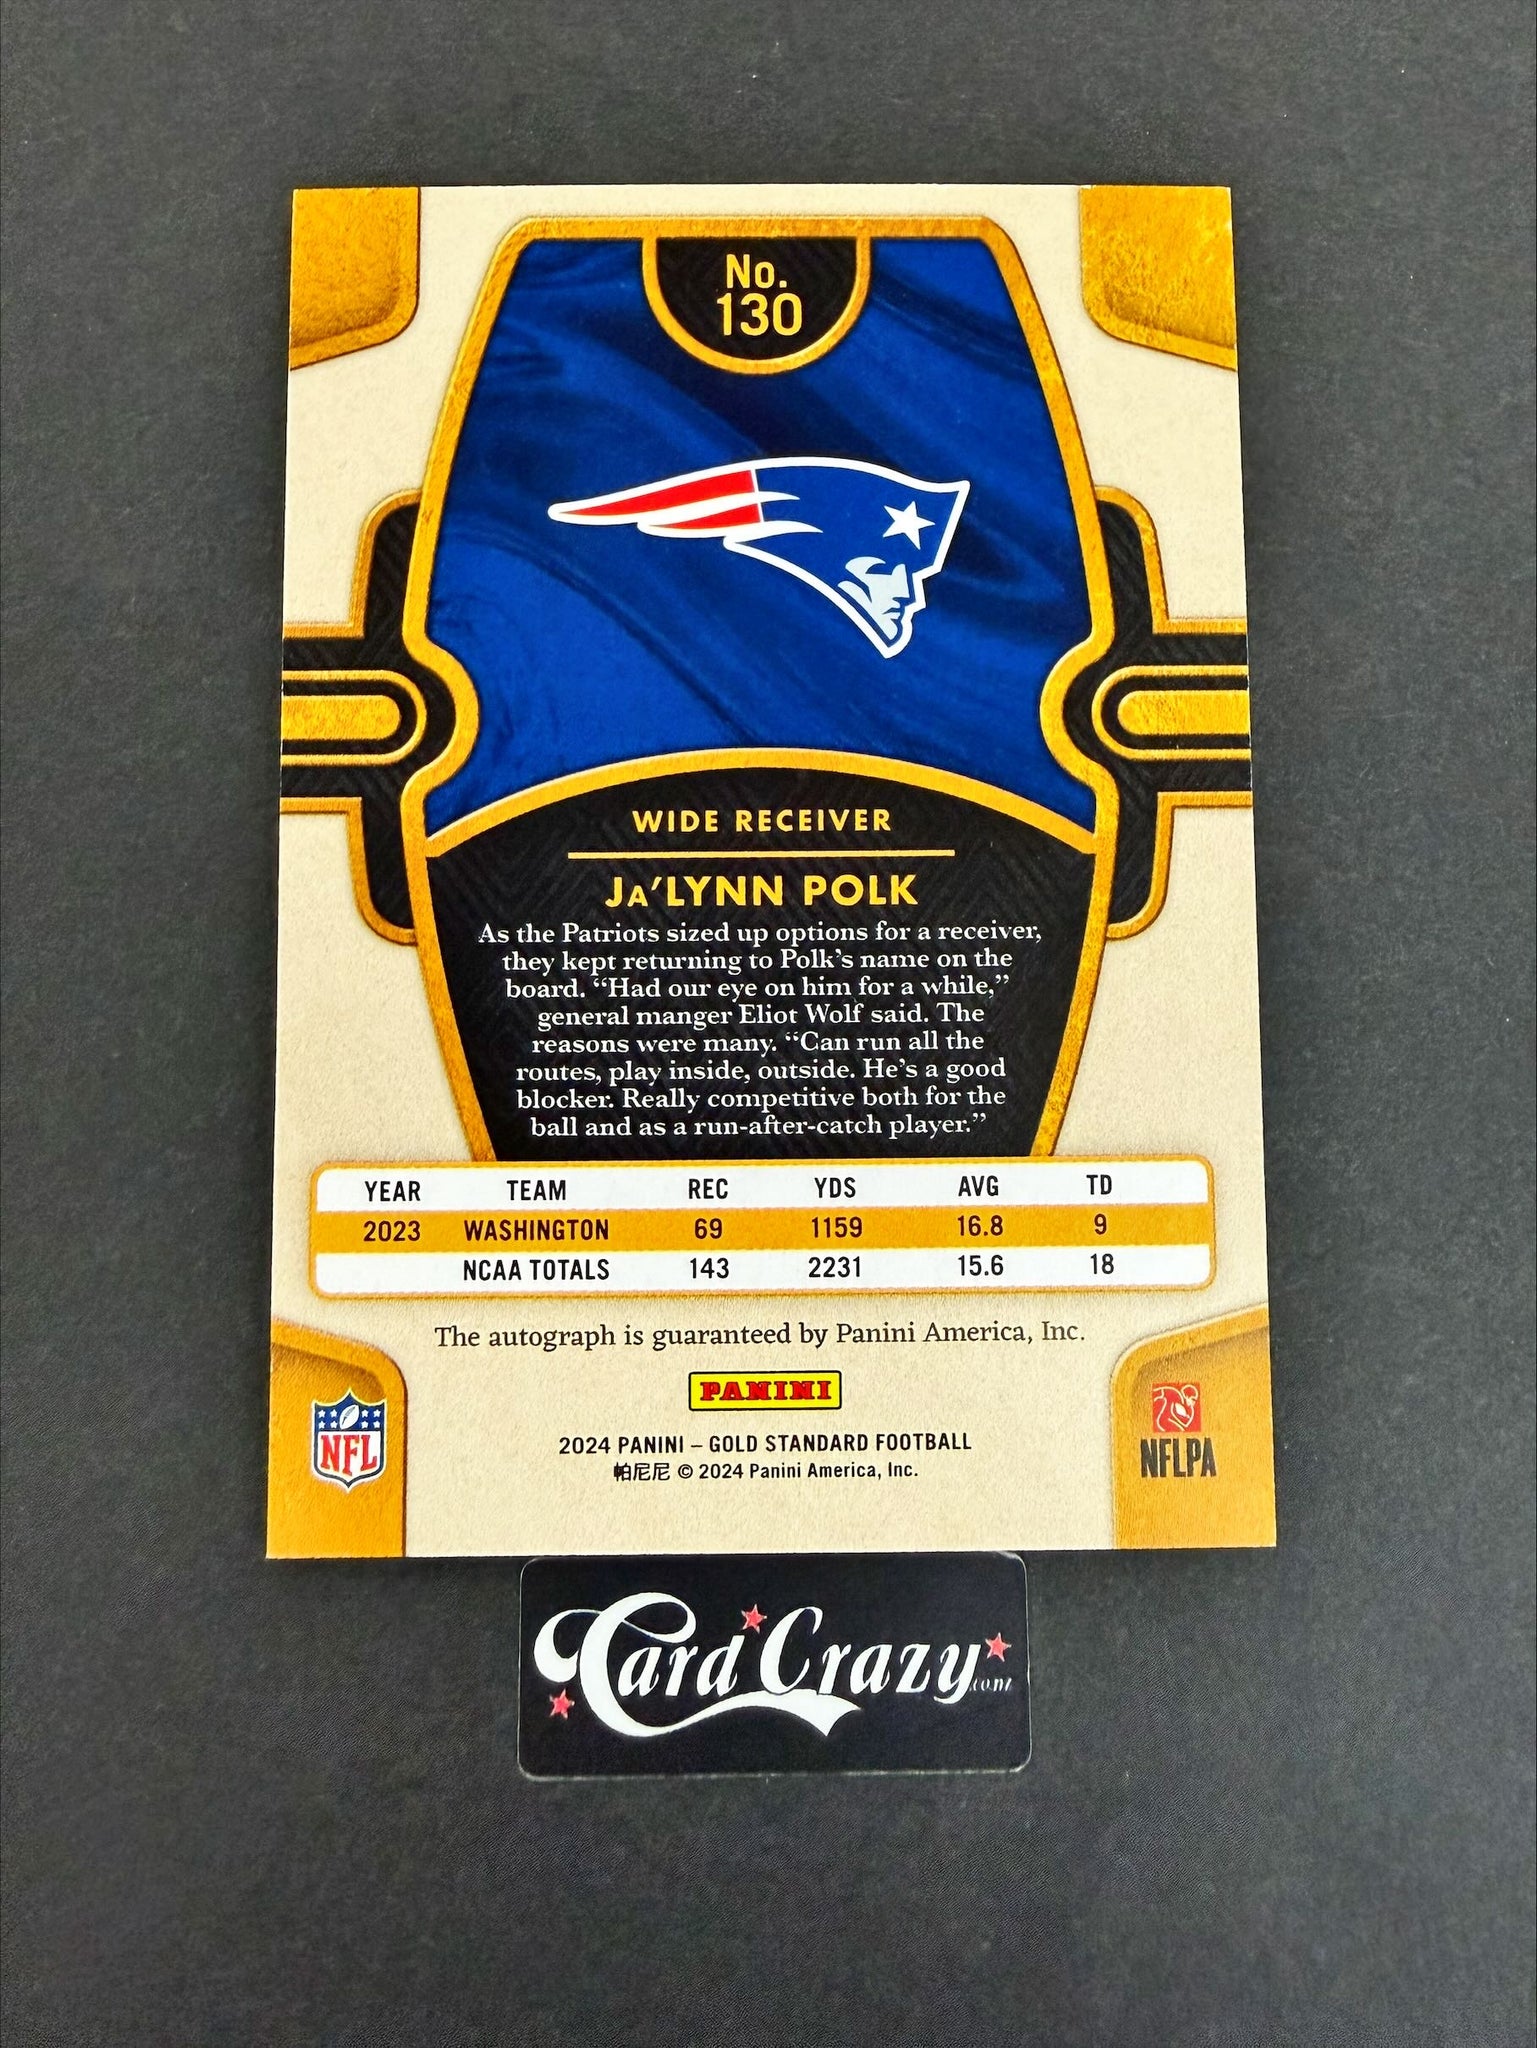 No.
130
WIDE RECEIVER
JA'LYNN POLK
As the Patriots sized up options for a receiver,
they kept returning to Polk's name on the
board. “Had our eye on him for a while,”
general manger Eliot Wolf said. The
reasons were many. “Can run all the
routes, play inside, outside. He's a good
blocker. Really competitive both for the
ball and as a run-after-catch player.”
YEAR TEAM REC YDS AVG TD
2023 WASHINGTON 69 1159 16.8 9
NCAA TOTALS 143 2231 15.6 18
The autograph is guaranteed by Panini America, Inc.
PANINI
NFL
NFLPA
2024 PANINI – GOLD STANDARD FOOTBALL
帕尼尼 © 2024 Panini America, Inc.
Card Crazy.com